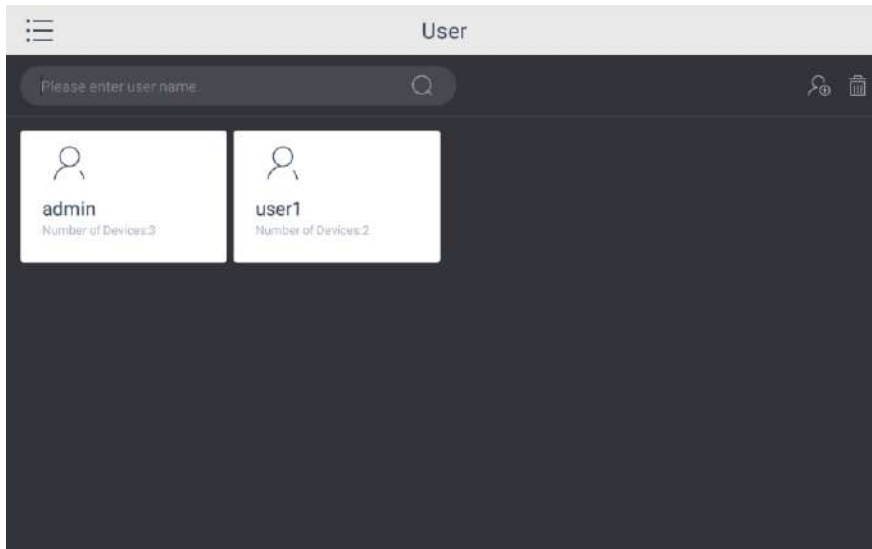 User
Please enter user name.
admin
Number of Devices:3
user1
Number of Devices:2